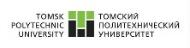 TOMSK
POLYTECHNIC
UNIVERSITY
ТОМСКИЙ
ПОЛИТЕХНИЧЕСКИЙ
УНИВЕРСИТЕТ